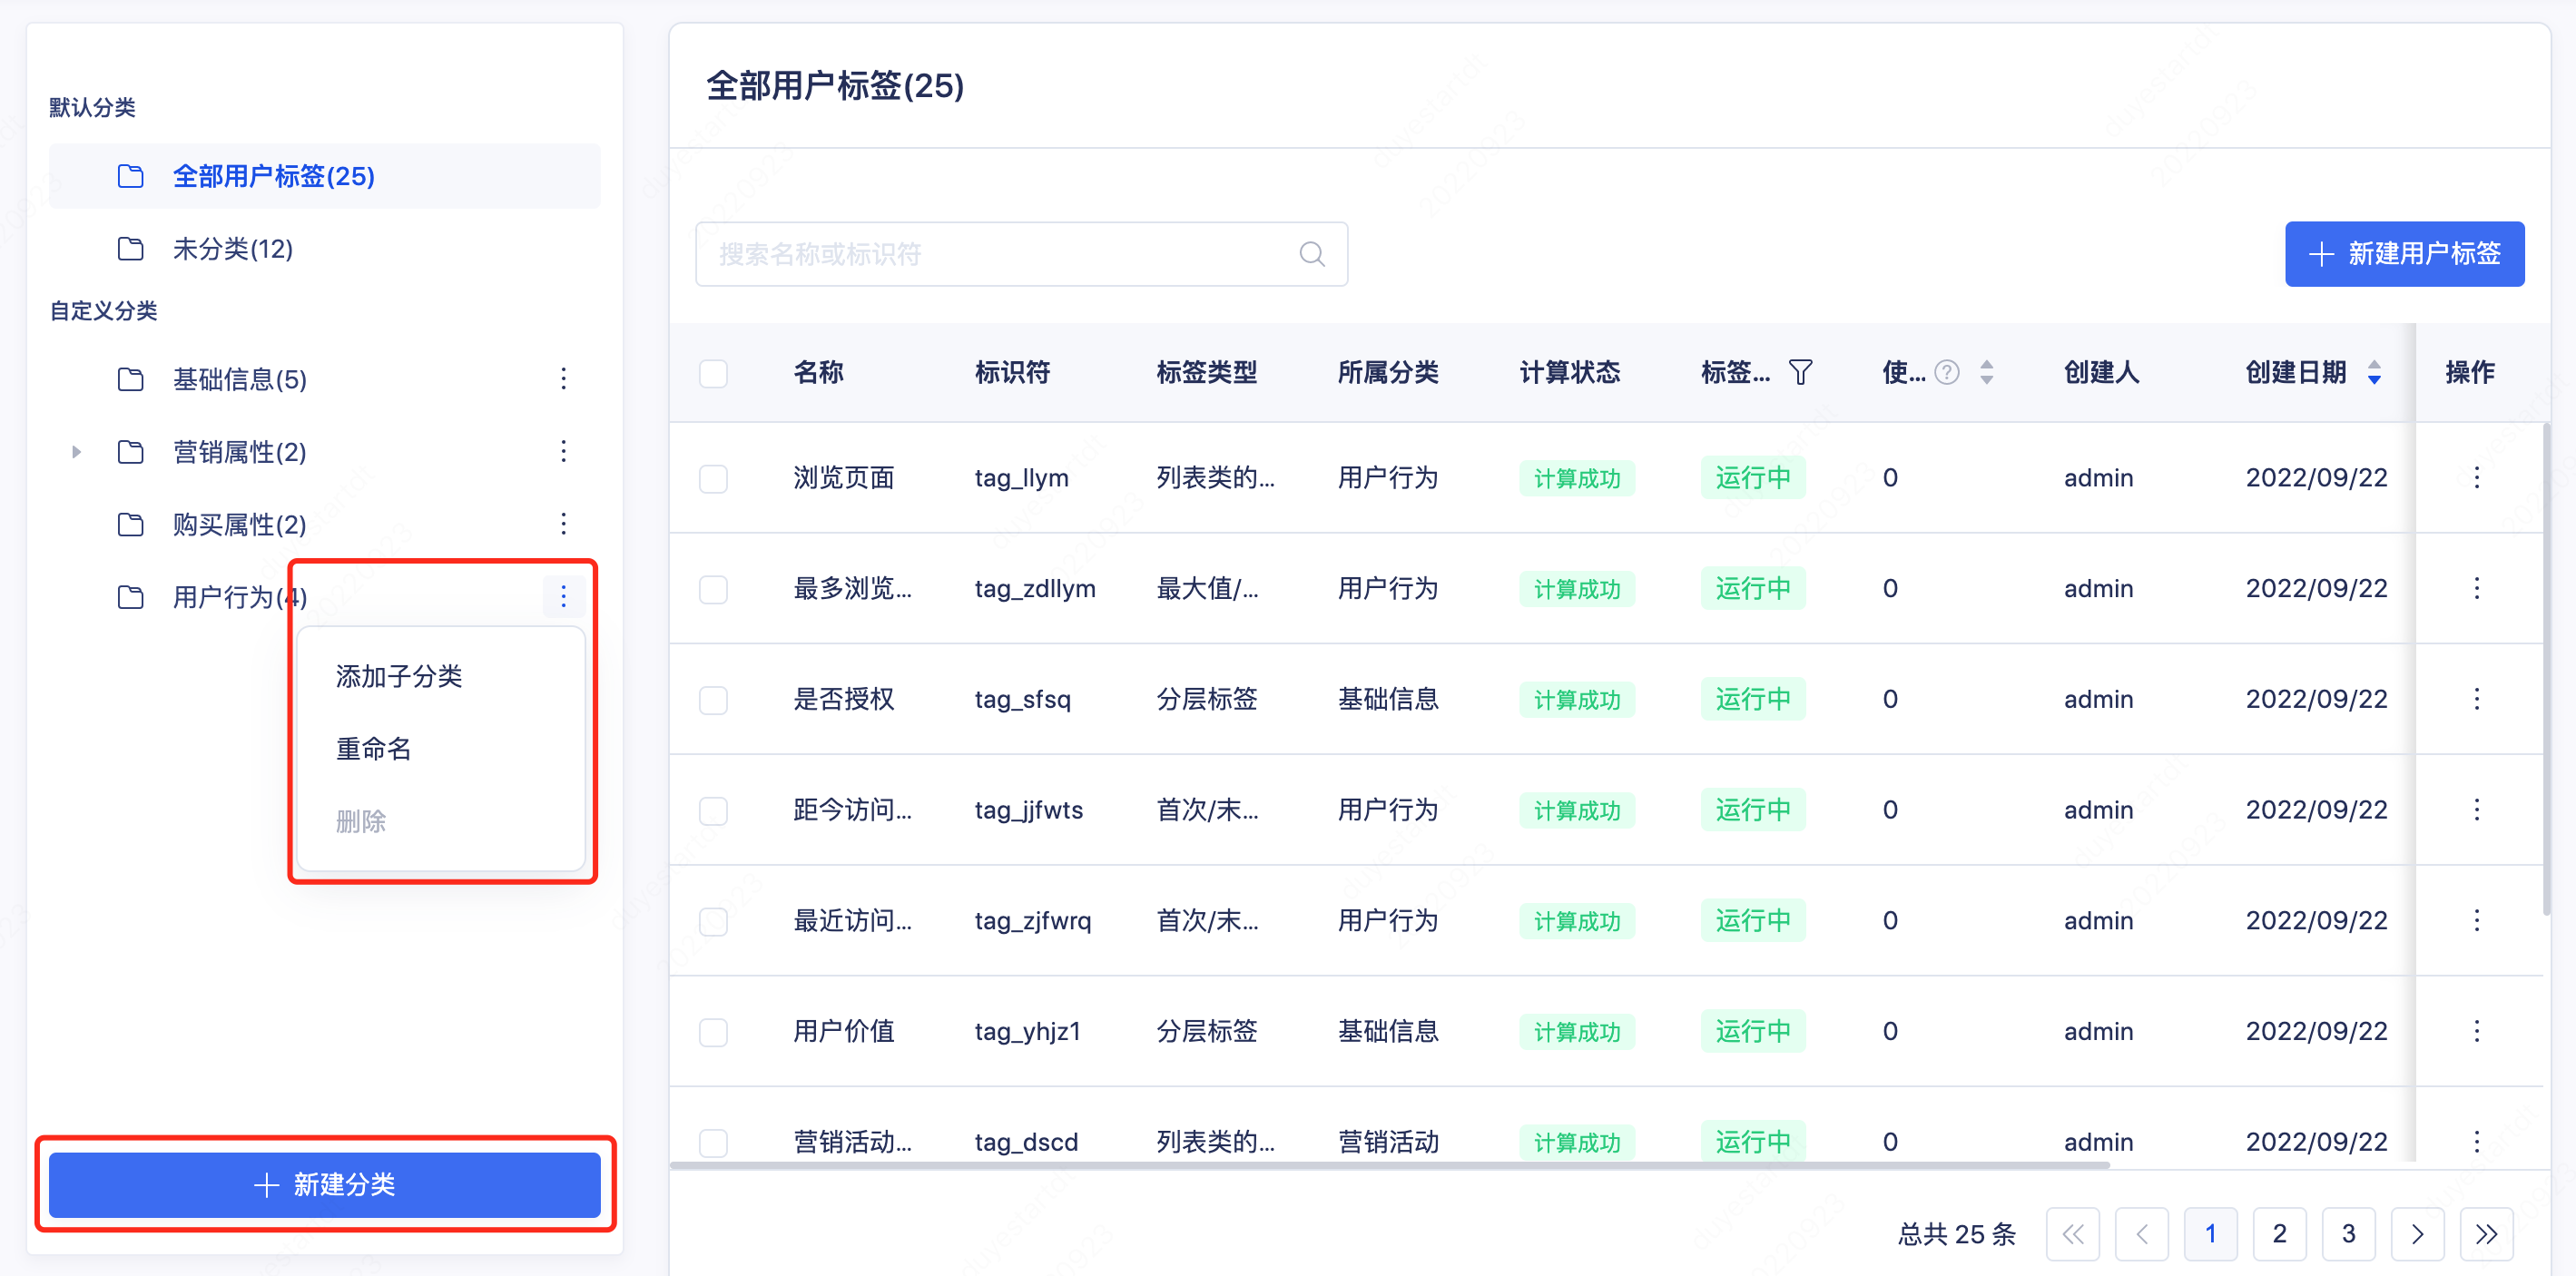 默认分类
全部用户标签(25)
未分类(12)
自定义分类
基础信息(5)
营销属性(2)
购买属性(2)
用户行为(4)
添加子分类
重命名
删除
新建分类
全部用户标签(25)
搜索名称或标识符
新建用户标签
名称 标识符 标签类型 所属分类 计算状态 标签... 使... ? 创建人 创建日期 操作
浏览页面 tag_llym 列表类的... 用户行为 计算成功 运行中 0 admin 2022/09/22
最多浏览... tag_zdllym 最大值/... 用户行为 计算成功 运行中 0 admin 2022/09/22
是否授权 tag_sfsq 分层标签 基础信息 计算成功 运行中 0 admin 2022/09/22
距今访问... tag_jjfwts 首次/末... 用户行为 计算成功 运行中 0 admin 2022/09/22
最近访问... tag_zjfwrq 首次/末... 用户行为 计算成功 运行中 0 admin 2022/09/22
用户价值 tag_yhjz1 分层标签 基础信息 计算成功 运行中 0 admin 2022/09/22
营销活动... tag_dscd 列表类的... 营销活动 计算成功 运行中 0 admin 2022/09/22
总共 25 条 1 2 3
duyestartdt
20220923